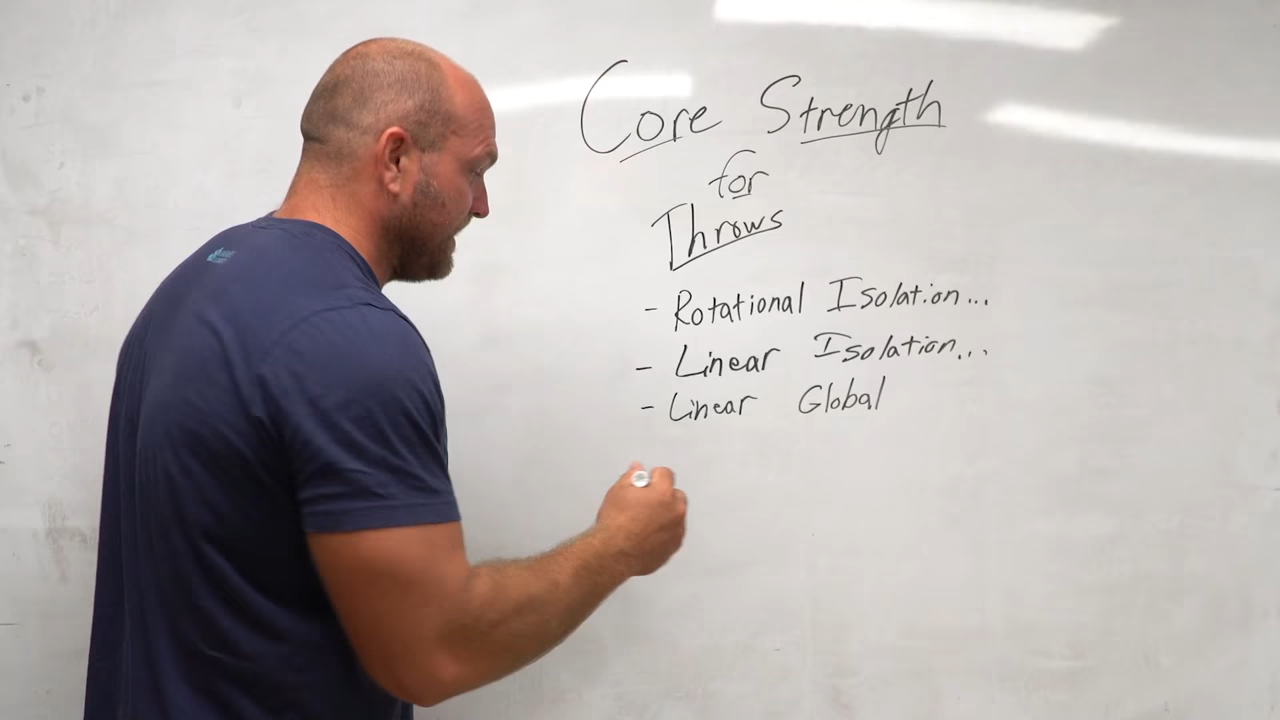 Core Strength
for
Throws
- Rotational Isolation...
- Linear Isolation...
- Linear Global